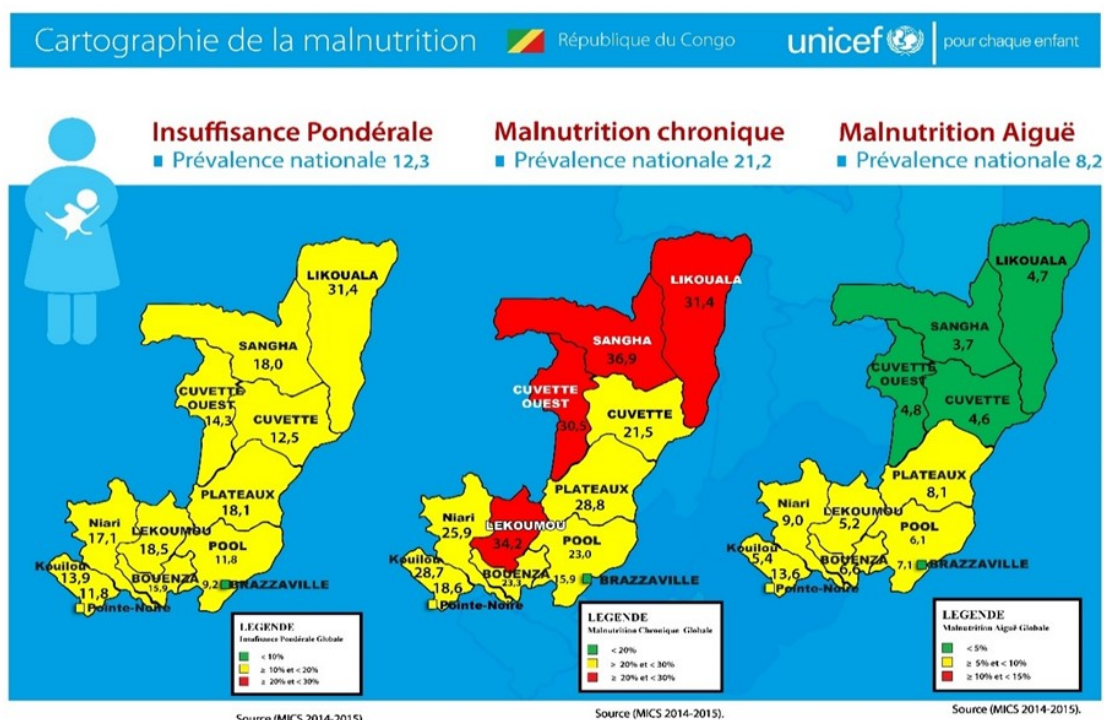 Cartographie de la malnutrition
République du Congo
unicef
pour chaque enfant
Insuffisance Pondérale
Prévalence nationale 12,3
Malnutrition chronique
Prévalence nationale 21,2
Malnutrition Aiguë
Prévalence nationale 8,2
LIKOUALA
31,4
SANGHA
18,0
CUVETTE
OUEST
14,3
CUVETTE
12,5
PLATEAUX
18,1
Niari
17,1
LEKOUMOU
18,5
POOL
11,8
Kouilou
13,9
BOUENZA
15,9
9,2
BRAZZAVILLE
11,8
Pointe-Noire
LEGENDE
Insuffisance Pondérale Globale
< 10%
≥ 10% et < 20%
≥ 20% et < 30%
Source (MICS 2014-2015)
LIKOUALA
31,4
SANGHA
36,9
CUVETTE
OUEST
30,5
CUVETTE
21,5
PLATEAUX
28,8
Niari
25,9
LEKOUMOU
34,2
POOL
23,0
Kouilou
28,7
BOUENZA
23,3
15,9
BRAZZAVILLE
18,6
Pointe-Noire
LEGENDE
Malnutrition Chronique Globale
< 20%
> 20% et < 30%
≥ 20% et < 30%
Source (MICS 2014-2015).
LIKOUALA
4,7
SANGHA
3,7
CUVETTE
OUEST
4,8
CUVETTE
4,6
PLATEAUX
8,1
Niari
9,0
LEKOUMOU
5,2
POOL
6,1
Kouilou
5,4
BOUENZA
6,6
7,1
BRAZZAVILLE
13,6
Pointe-Noire
LEGENDE
Malnutrition Aiguë Globale
< 5%
≥ 5% et < 10%
≥ 10% et < 15%
Source (MICS 2014-2015).